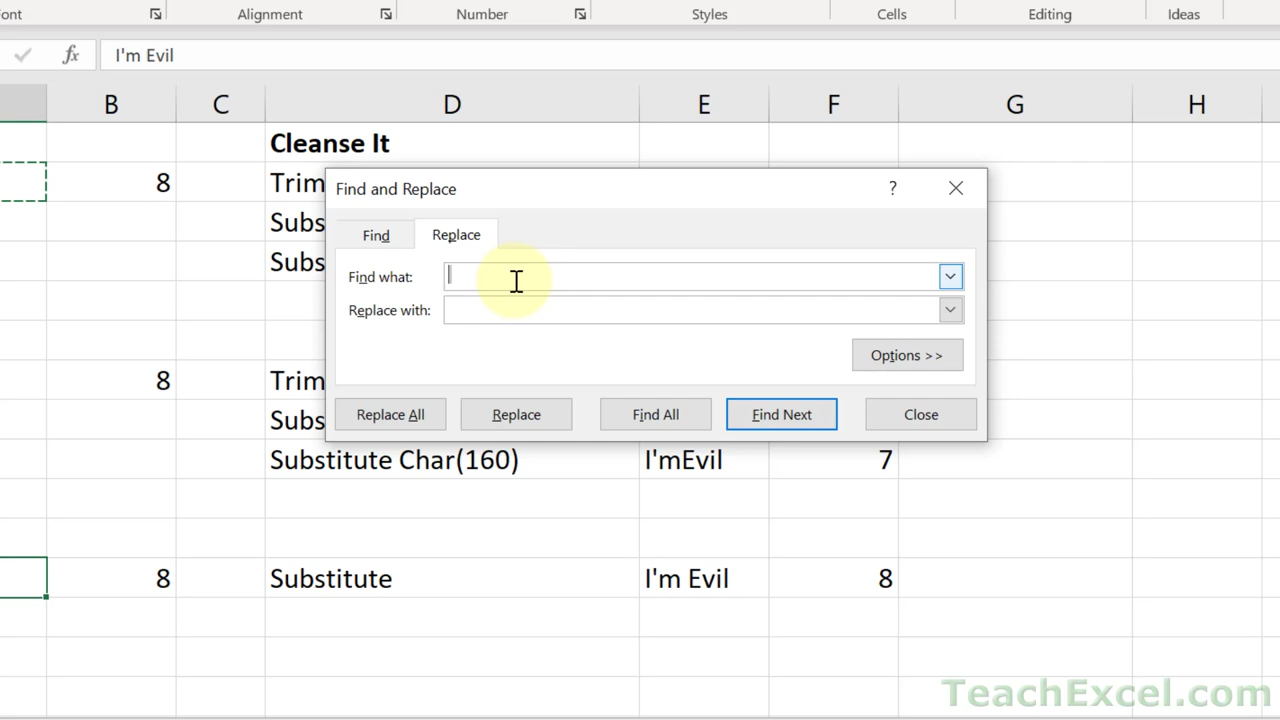 ont Alignment Number Styles Cells Editing Ideas
fx I'm Evil
B C D E F G H
Cleanse It
8 Trim
Subs
Subs
Find and Replace ?
Find Replace
Find what:
Replace with:
Options >>
Replace All Replace Find All Find Next Close
8 Trim
Subs
Substitute Char(160) I'mEvil 7
8 Substitute I'm Evil 8
TeachExcel.com